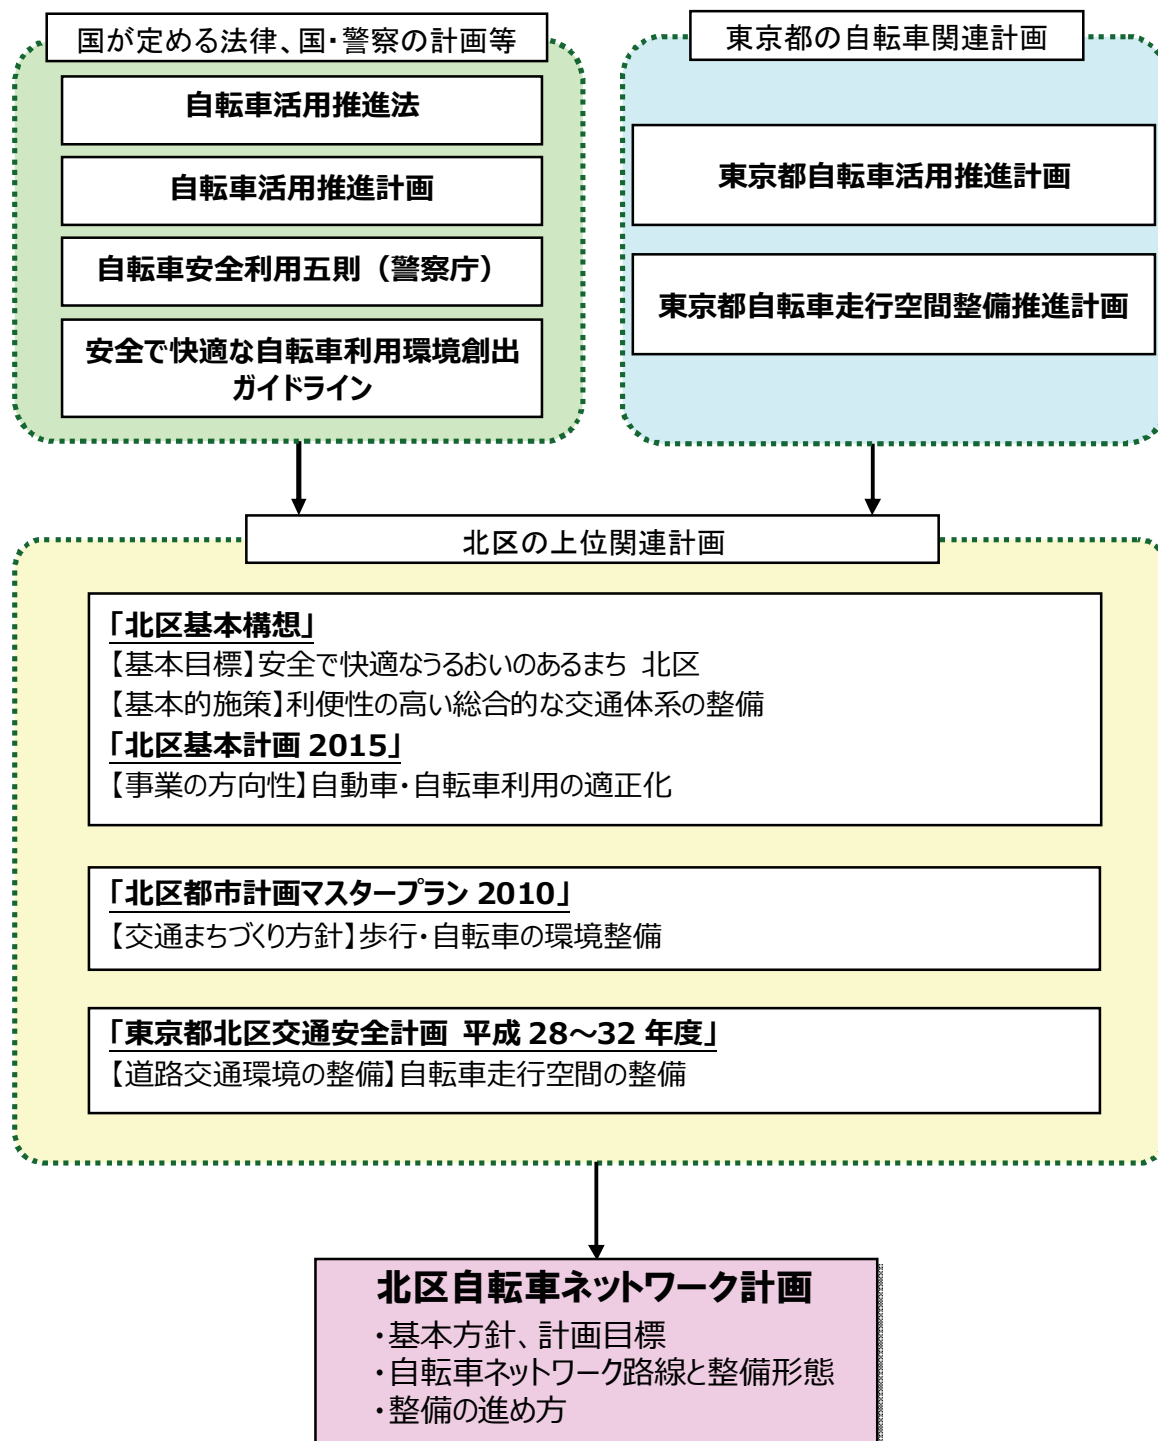 国が定める法律、国・警察の計画等
自転車活用推進法
自転車活用推進計画
自転車安全利用五則（警察庁）
安全で快適な自転車利用環境創出
ガイドライン
東京都の自転車関連計画
東京都自転車活用推進計画
東京都自転車走行空間整備推進計画
北区の上位関連計画
「北区基本構想」
【基本目標】安全で快適なうるおいのあるまち 北区
【基本的施策】利便性の高い総合的な交通体系の整備
「北区基本計画 2015」
【事業の方向性】自動車・自転車利用の適正化
「北区都市計画マスタープラン 2010」
【交通まちづくり方針】歩行・自転車の環境整備
「東京都北区交通安全計画 平成 28～32 年度」
【道路交通環境の整備】自転車走行空間の整備
北区自転車ネットワーク計画
・基本方針、計画目標
・自転車ネットワーク路線と整備形態
・整備の進め方